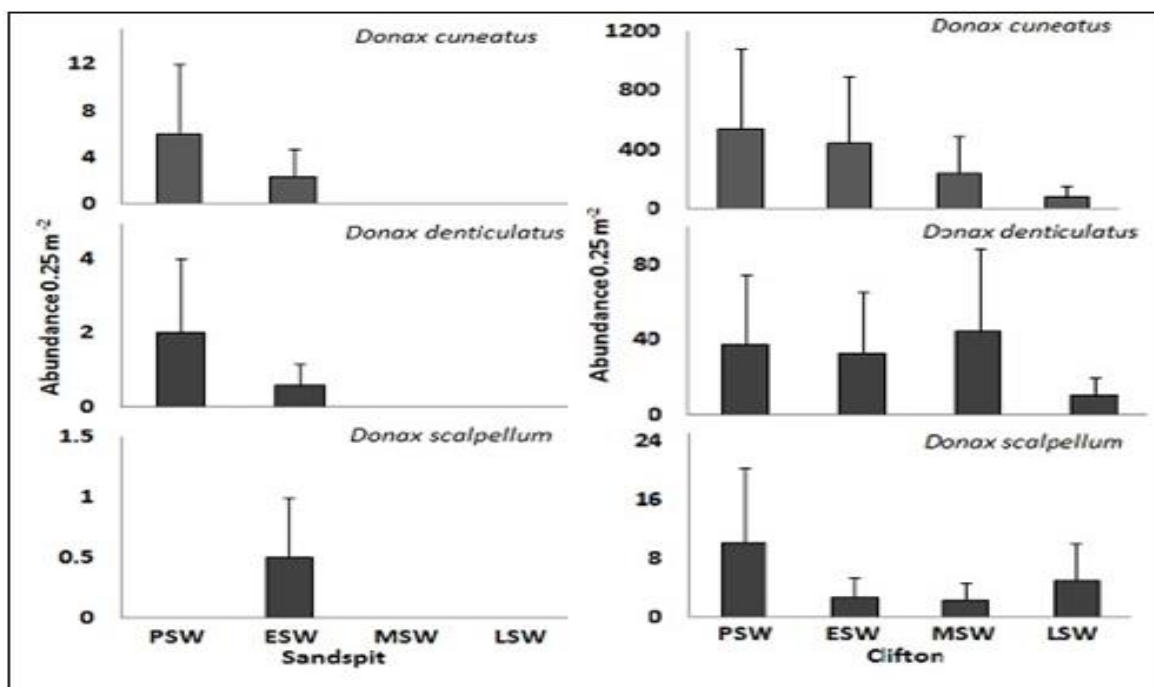 Donax cuneatus
12
8
4
0
Donax denticulatus
4
2
0
Donax scalpellum
1.5
1
0.5
0
PSW ESW MSW LSW
Sandspit
Abundance 0.25 m-2
Donax cuneatus
1200
800
400
0
Donax denticulatus
80
40
0
Donax scalpellum
24
16
8
0
PSW ESW MSW LSW
Clifton
Abundance 0.25 m-2